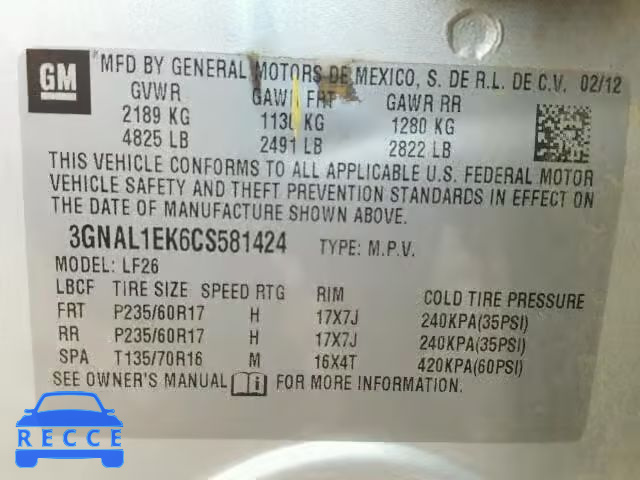 GM *MFD BY GENERAL MOTORS DE MEXICO, S. DE R.L. DE C.V. 02/12
GVWR GAWR FRT GAWR RR
2189 KG 1130 KG 1280 KG
4825 LB 2491 LB 2822 LB
THIS VEHICLE CONFORMS TO ALL APPLICABLE U.S. FEDERAL MOTOR
VEHICLE SAFETY AND THEFT PREVENTION STANDARDS IN EFFECT ON
THE DATE OF MANUFACTURE SHOWN ABOVE.
3GNAL1EK6CS581424 TYPE: M.P.V.
MODEL: LF26
LBCF TIRE SIZE SPEED RTG RIM COLD TIRE PRESSURE
FRT P235/60R17 H 17X7J 240KPA(35PSI)
RR P235/60R17 H 17X7J 240KPA(35PSI)
SPA T135/70R16 M 16X4T 420KPA(60PSI)
SEE OWNER'S MANUAL FOR MORE INFORMATION.
RECCE